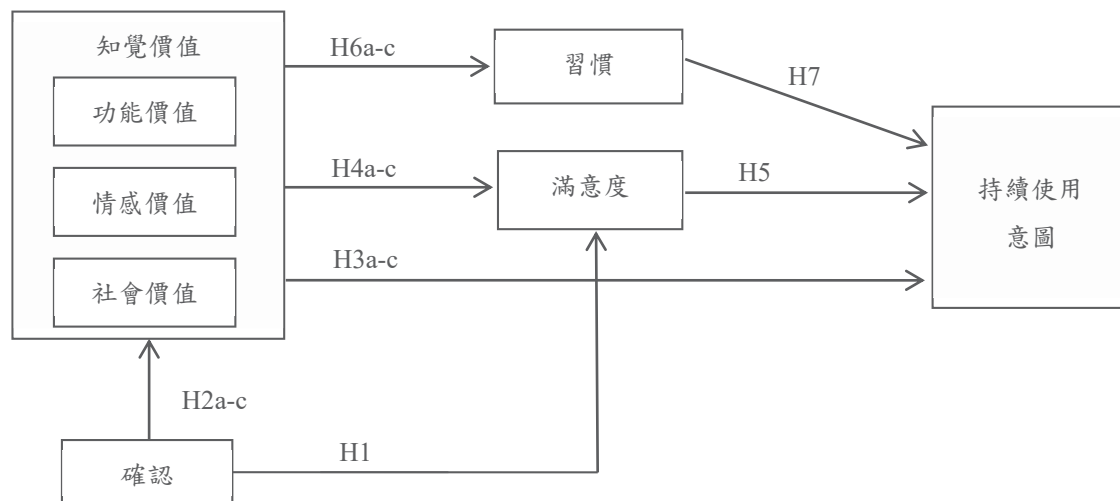 知覺價值
功能價值
情感價值
社會價值
H6a-c
習慣
H7
H4a-c
滿意度
H5
持續使用
意圖
H3a-c
H2a-c
確認
H1